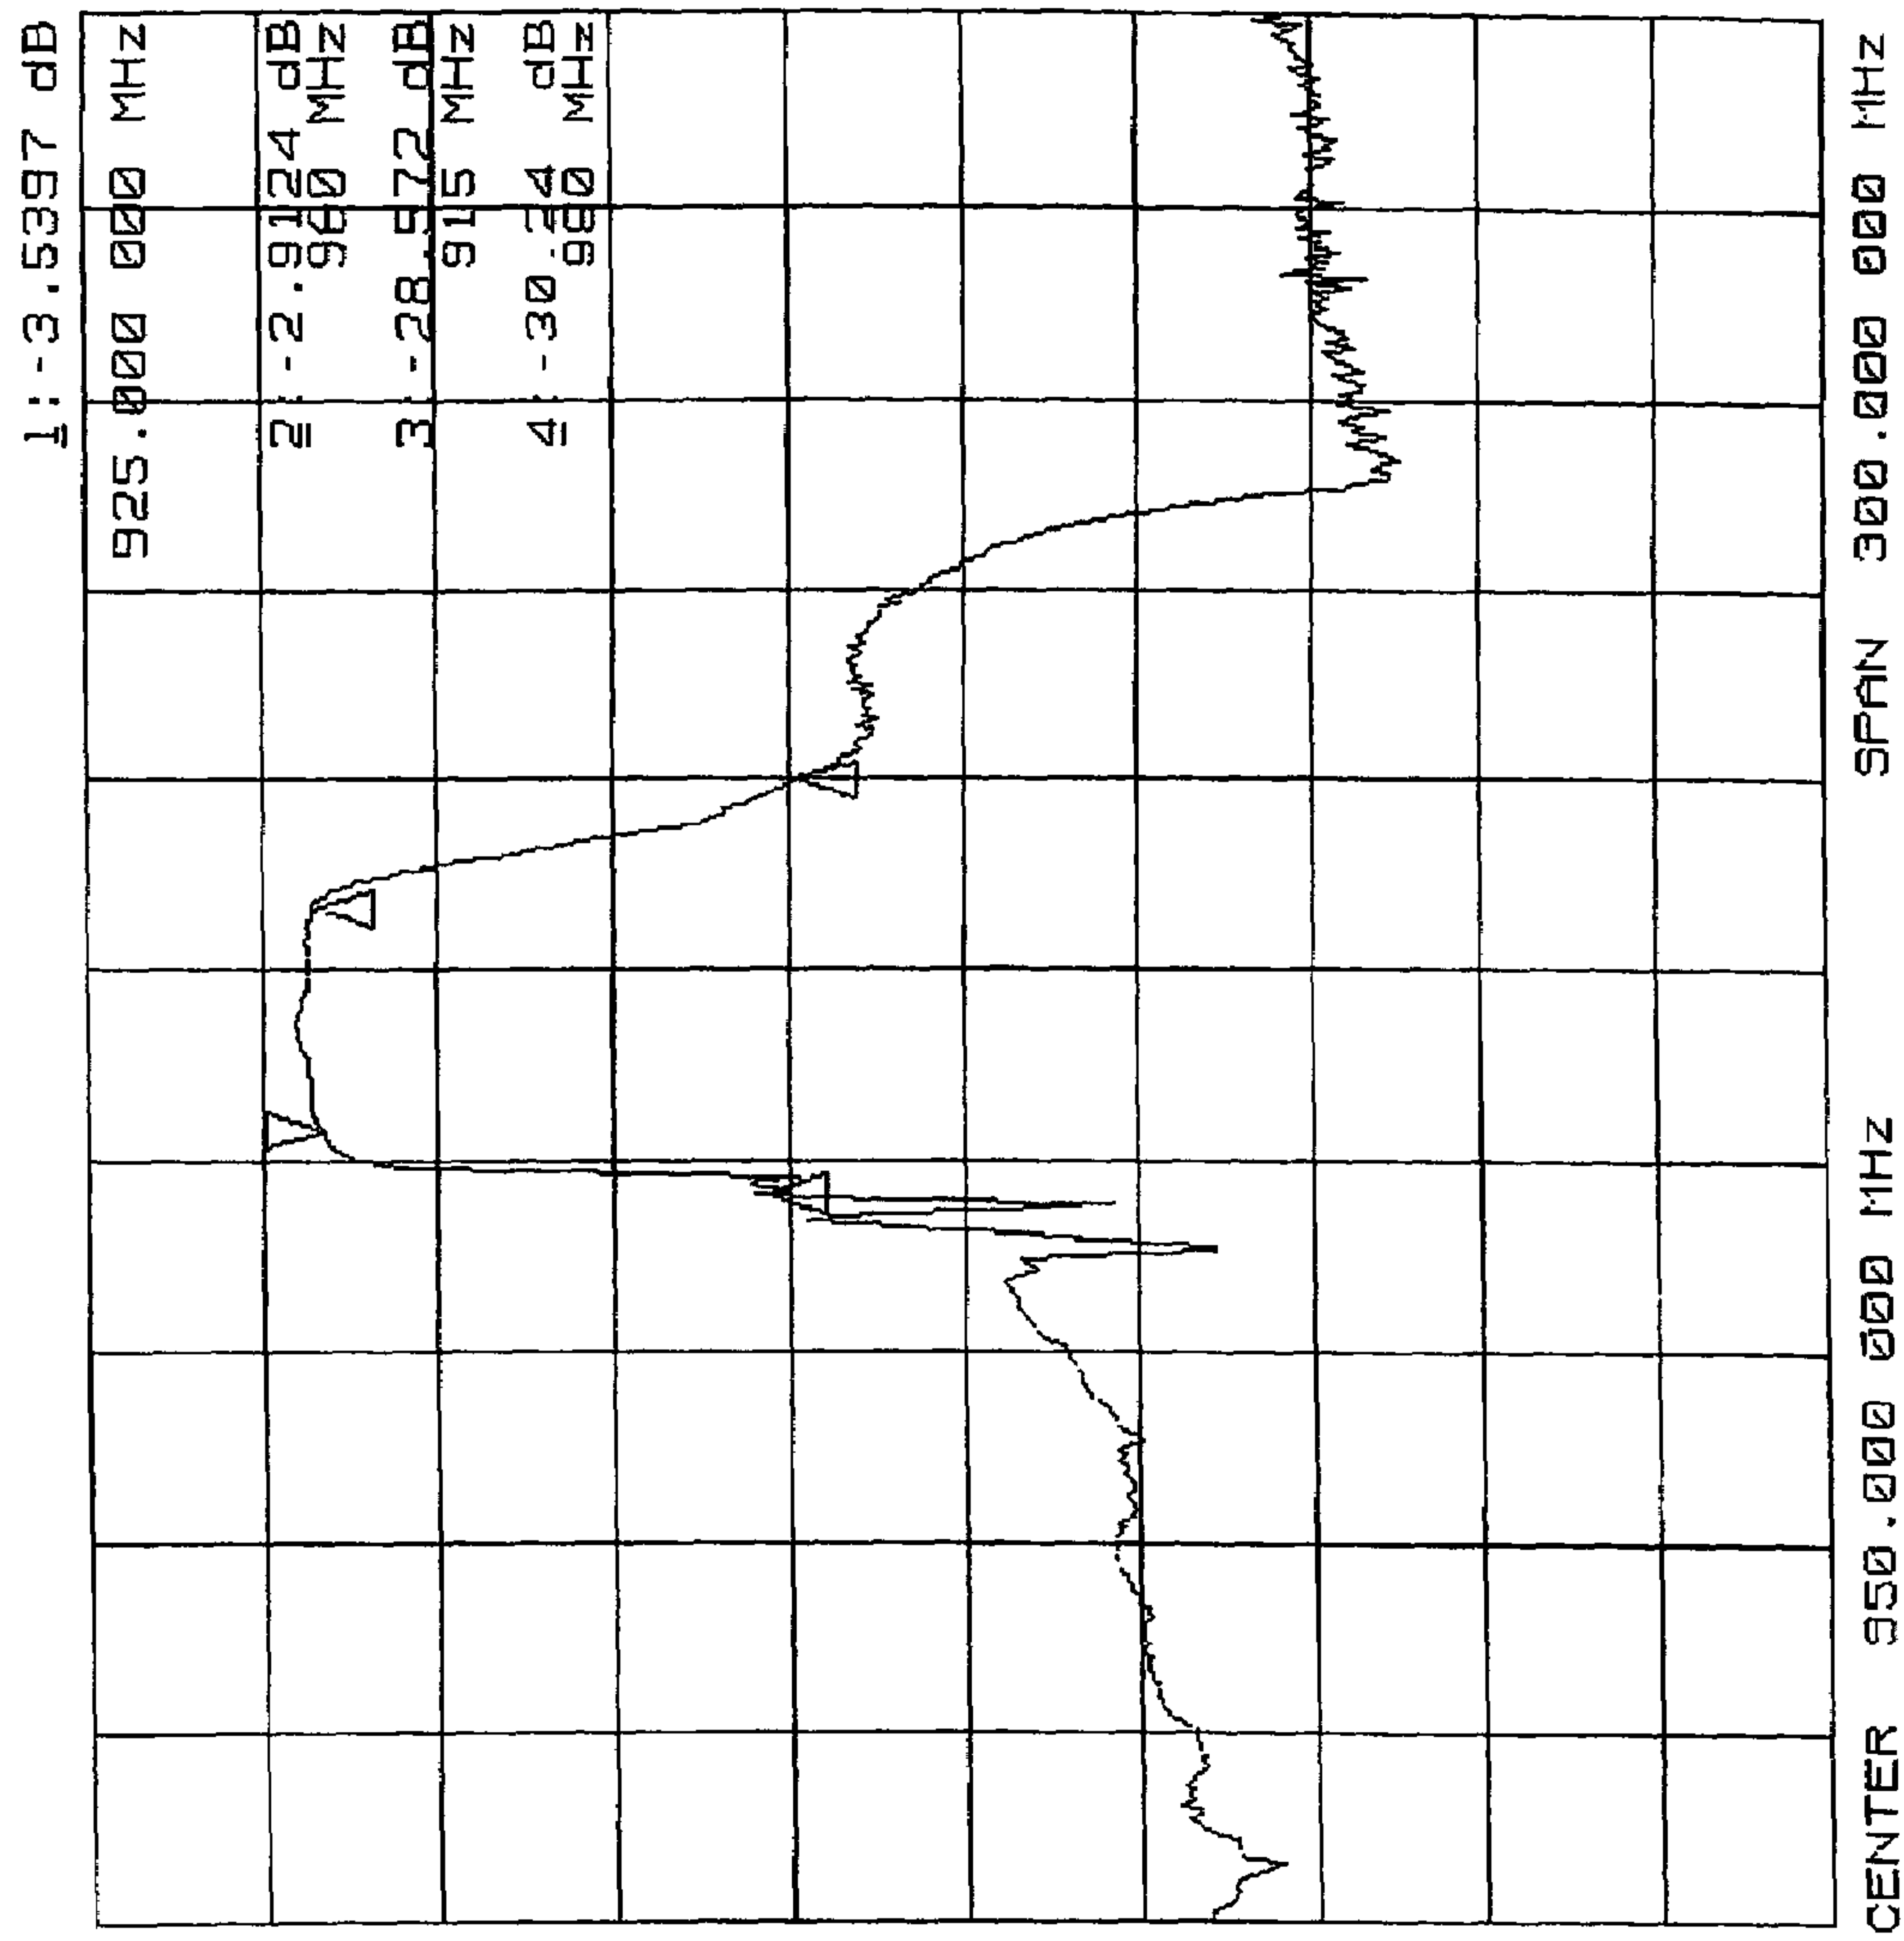 1:-3.5397 dB
925.000 000 MHz
2:-2.9124 dB
960 MHz
3:-28.572 dB
915 MHz
4:-30.24 dB
980 MHz
CENTER 950.000 000 MHz SPAN 300.000 000 MHz